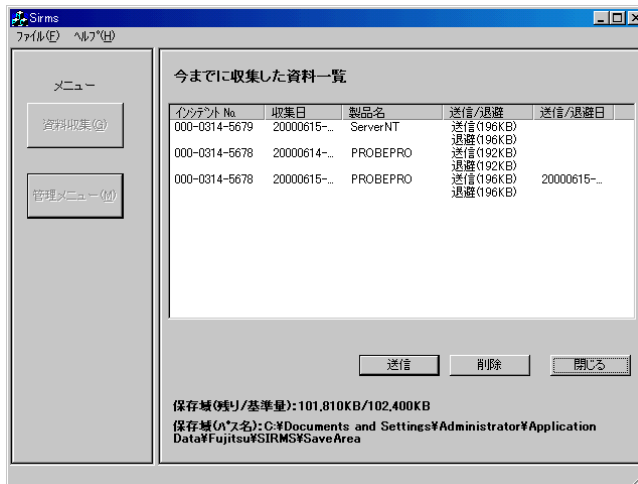 Sirms
ファイル(F) ヘルプ(H)
メニュー
資料収集(G)
管理メニュー(M)
今までに収集した資料一覧
インシデント No. 収集日 製品名 送信/退避 送信/退避日
000-0314-5679 20000615-... ServerNT 送信(196KB)
退避(196KB)
000-0314-5678 20000614-... PROBEPRO 送信(192KB)
退避(192KB)
000-0314-5678 20000615-... PROBEPRO 送信(196KB) 20000615-...
退避(196KB)
送信 削除 閉じる
保存域(残り/基準量):101,810KB/102,400KB
保存域(パス名):C:¥Documents and Settings¥Administrator¥Application
Data¥Fujitsu¥SIRMS¥SaveArea